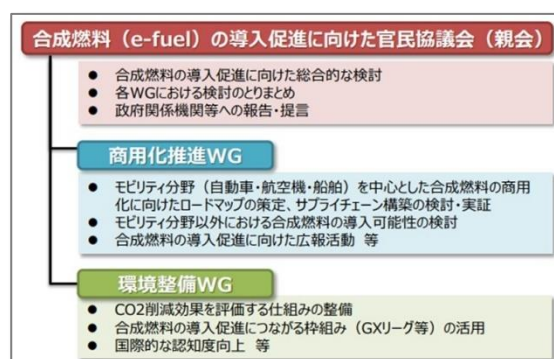 合成燃料（e-fuel）の導入促進に向けた官民協議会（親会）
● 合成燃料の導入促進に向けた総合的な検討
● 各WGにおける検討のとりまとめ
● 政府関係機関等への報告・提言
商用化推進WG
● モビリティ分野（自動車・航空機・船舶）を中心とした合成燃料の商用
化に向けたロードマップの策定、サプライチェーン構築の検討・実証
● モビリティ分野以外における合成燃料の導入可能性の検討
● 合成燃料の導入促進に向けた広報活動 等
環境整備WG
● CO2削減効果を評価する仕組みの整備
● 合成燃料の導入促進につながる枠組み（GXリーグ等）の活用
● 国際的な認知度向上 等